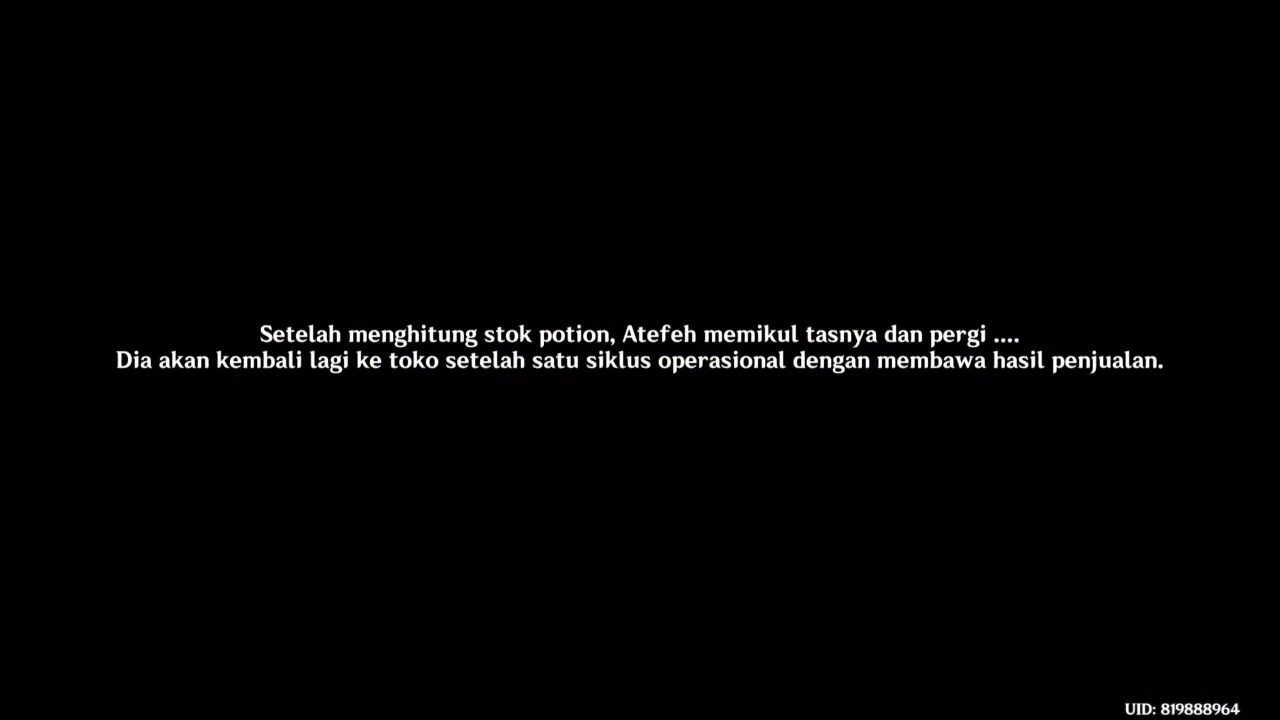 Setelah menghitung stok potion, Atefeh memikul tasnya dan pergi ....
Dia akan kembali lagi ke toko setelah satu siklus operasional dengan membawa hasil penjualan.
UID: 819888964